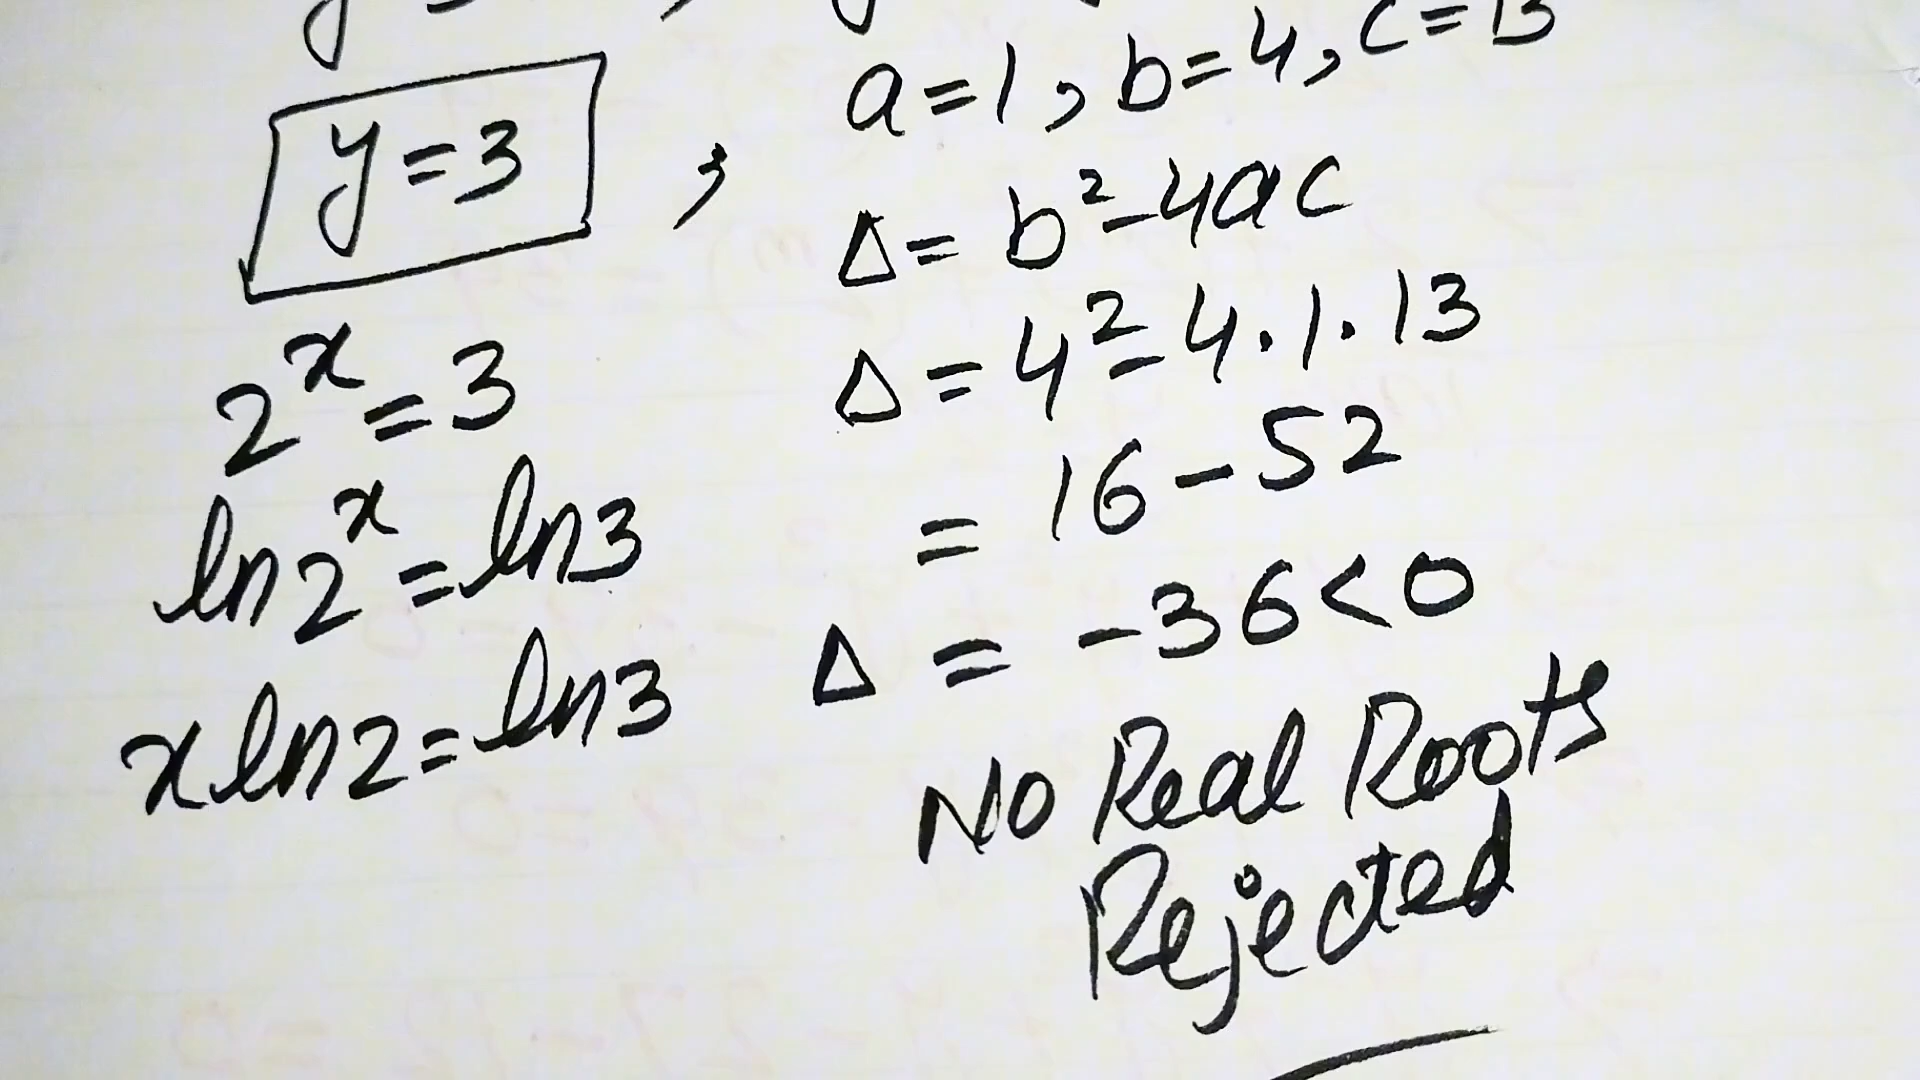 y=3 ,
2^x=3
ln2^x=ln3
xln2=ln3
a=1, b=4, c=13
Δ= b²-4ac
Δ=4²-4.1.13
= 16-52
Δ = -36<0
No Real Roots
Rejected